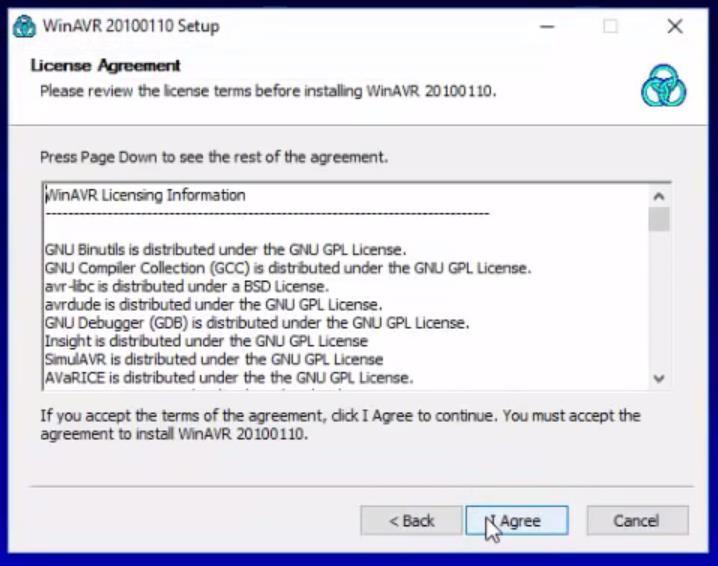 WinAVR 20100110 Setup
License Agreement
Please review the license terms before installing WinAVR 20100110.
Press Page Down to see the rest of the agreement.
WinAVR Licensing Information
--------------------------------------------------------------------------------
GNU Binutils is distributed under the GNU GPL License.
GNU Compiler Collection (GCC) is distributed under the GNU GPL License.
avr-libc is distributed under a BSD License.
avrdude is distributed under the GNU GPL License.
GNU Debugger (GDB) is distributed under the GNU GPL License.
Insight is distributed under the GNU GPL License
SimulAVR is distributed under the GNU GPL License
AVaRICE is distributed under the the GNU GPL License.
If you accept the terms of the agreement, click I Agree to continue. You must accept the
agreement to install WinAVR 20100110.
< Back I Agree Cancel